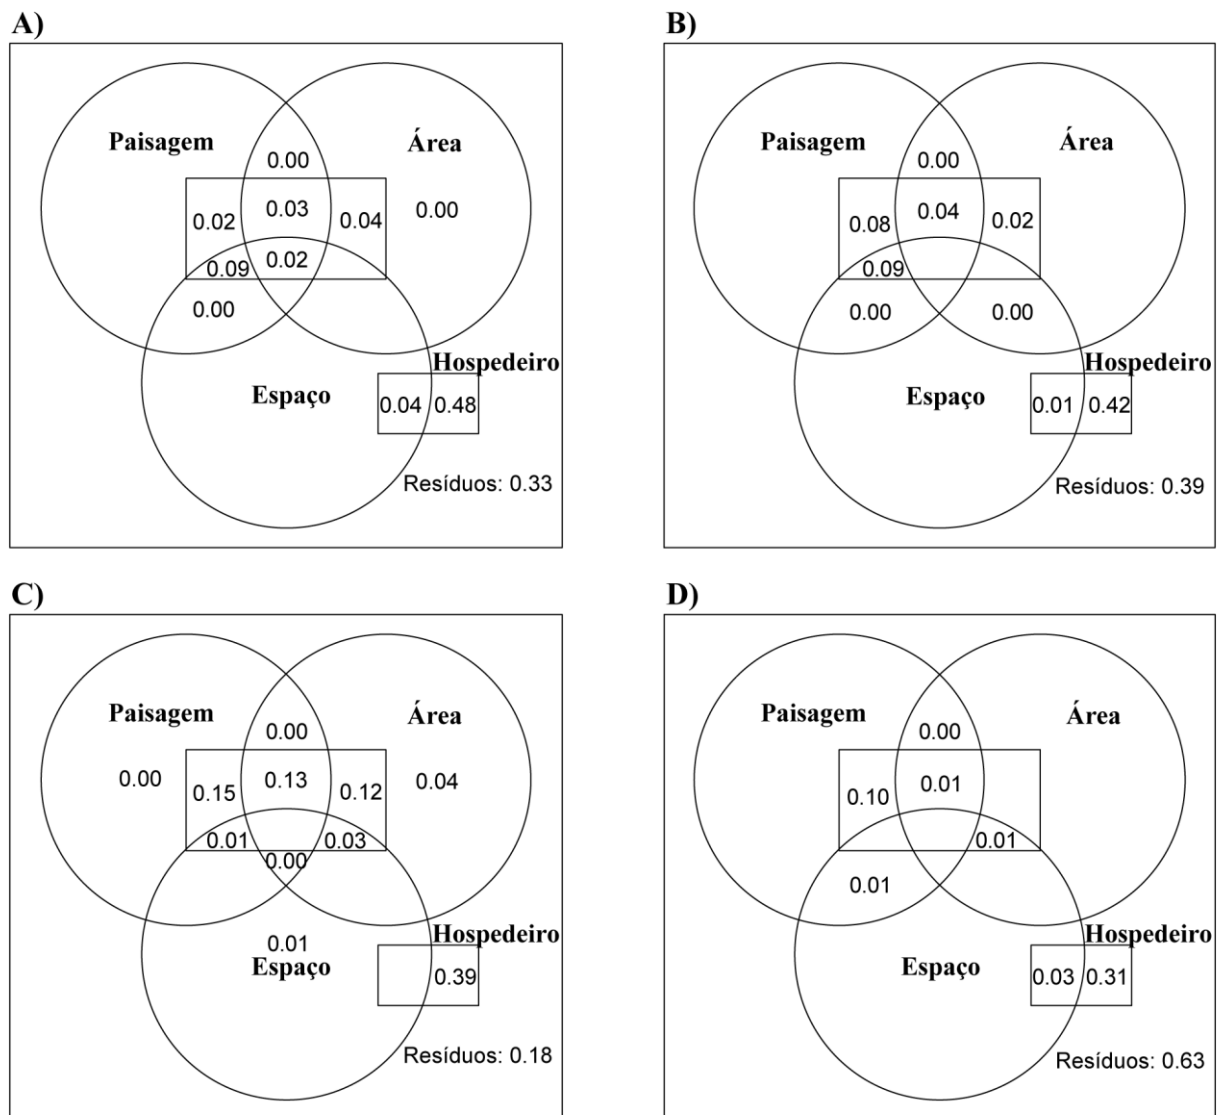 A)
Paisagem
Área
0.00
0.02
0.03
0.04
0.00
0.09
0.02
0.00
Hospedeiro
Espaço
0.04
0.48
Resíduos: 0.33
B)
Paisagem
Área
0.00
0.08
0.04
0.02
0.09
0.00
0.00
Hospedeiro
Espaço
0.01
0.42
Resíduos: 0.39
C)
Paisagem
Área
0.00
0.00
0.15
0.13
0.12
0.04
0.01
0.03
0.00
Hospedeiro
0.01
Espaço
0.39
Resíduos: 0.18
D)
Paisagem
Área
0.00
0.10
0.01
0.01
0.01
Hospedeiro
Espaço
0.03
0.31
Resíduos: 0.63